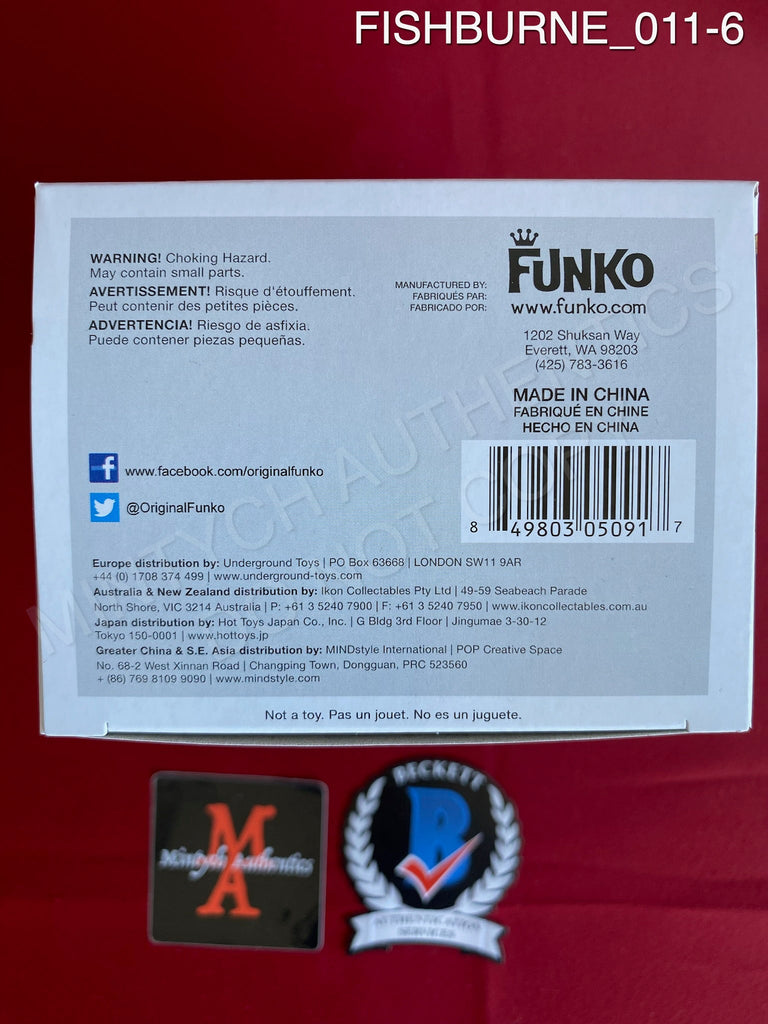 FISHBURNE_011-6
WARNING! Choking Hazard.
May contain small parts.
AVERTISSEMENT! Risque d'étouffement.
Peut contenir des petites pièces.
ADVERTENCIA! Riesgo de asfixia.
Puede contener piezas pequeñas.
MANUFACTURED BY:
FABRIQUÉS PAR:
FABRICADO POR:
FUNKO
www.funko.com
1202 Shuksan Way
Everett, WA 98203
(425) 783-3616
MADE IN CHINA
FABRIQUÉ EN CHINE
HECHO EN CHINA
f www.facebook.com/originalfunko
@OriginalFunko
8 49803 05091 7
Europe distribution by: Underground Toys | PO Box 63668 | LONDON SW11 9AR
+44 (0) 1708 374 499 | www.underground-toys.com
Australia & New Zealand distribution by: Ikon Collectables Pty Ltd | 49-59 Seabeach Parade
North Shore, VIC 3214 Australia | P: +61 3 5240 7900 | F: +61 3 5240 7950 | www.ikoncollectables.com.au
Japan distribution by: Hot Toys Japan Co., Inc. | G Bldg 3rd Floor | Jingumae 3-30-12
Tokyo 150-0001 | www.hottoys.jp
Greater China & S.E. Asia distribution by: MINDstyle International | POP Creative Space
No. 68-2 West Xinnan Road | Changping Town, Dongguan, PRC 523560
+ (86) 769 8109 9090 | www.mindstyle.com
Not a toy. Pas un jouet. No es un juguete.
MINTYCH AUTHENTICS
DO NOT COPY
MA
Mintych Authentics
BECKETT
B
AUTHENTICATION
SERVICES